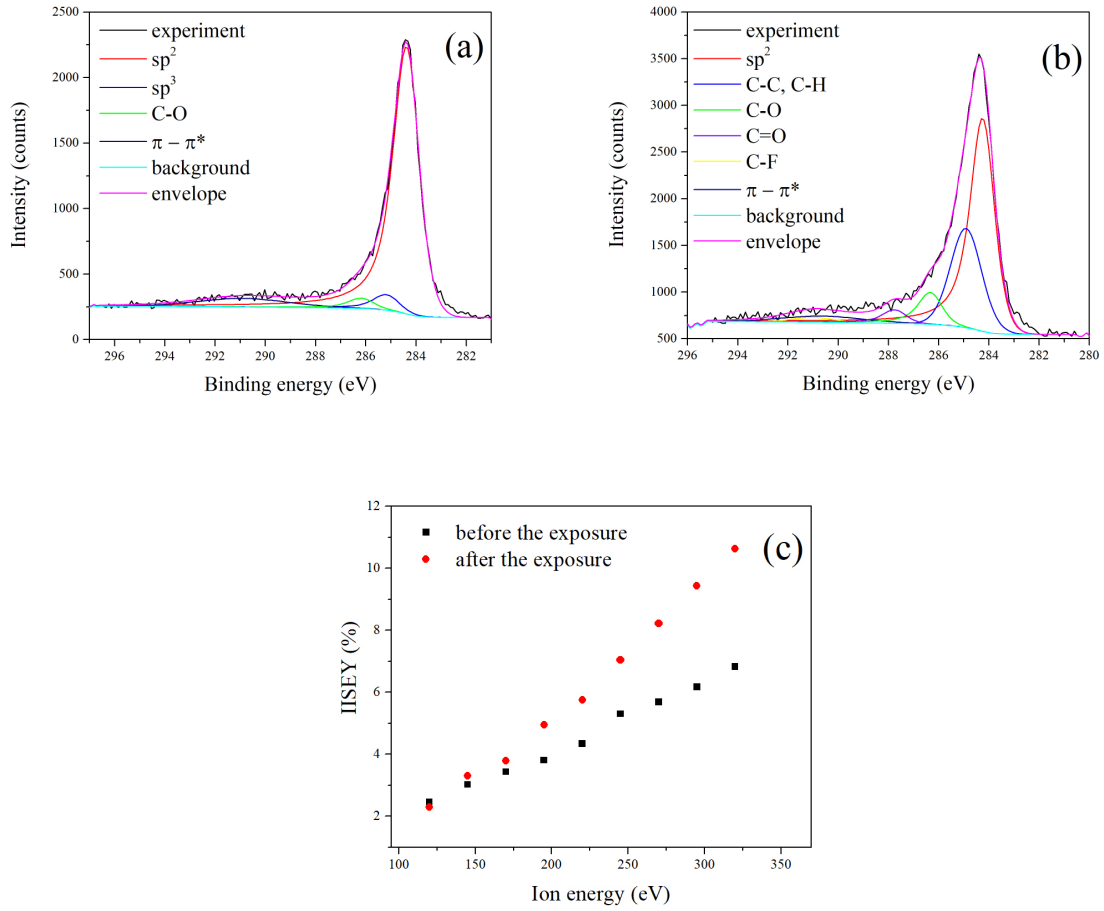 (a)
experiment
sp²
sp³
C-O
π – π*
background
envelope
Intensity (counts)
2500
2000
1500
1000
500
0
296 294 292 290 288 286 284 282
Binding energy (eV)
(b)
experiment
sp²
C-C, C-H
C-O
C=O
C-F
π – π*
background
envelope
Intensity (counts)
4000
3500
3000
2500
2000
1500
1000
500
296 294 292 290 288 286 284 282 280
Binding energy (eV)
(c)
before the exposure
after the exposure
IISEY (%)
12
10
8
6
4
2
100 150 200 250 300 350
Ion energy (eV)